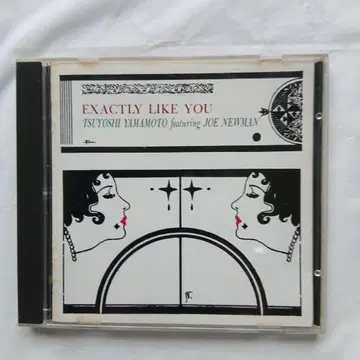 EXACTLY LIKE YOU
TSUYOSHI YAMAMOTO featuring JOE NEWMAN